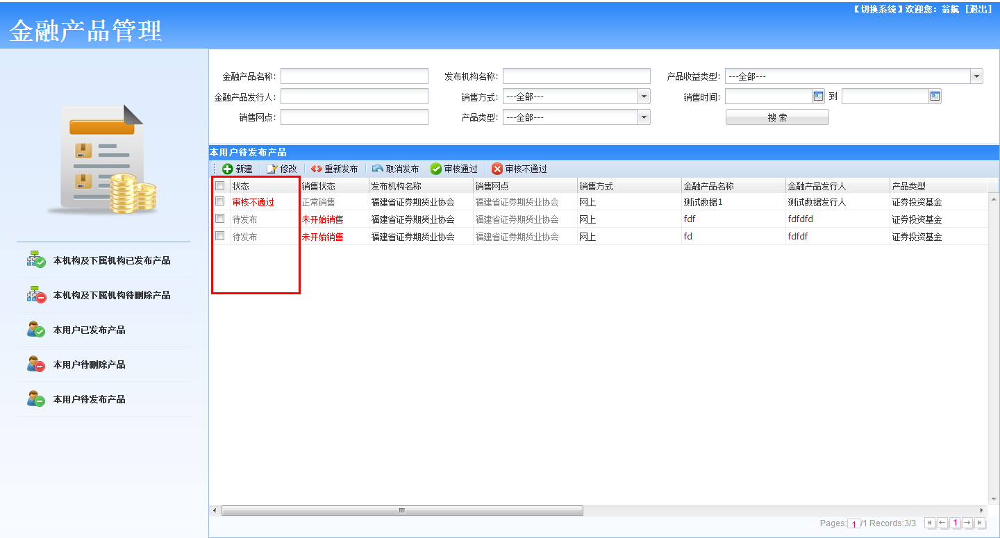 【切换系统】欢迎您：翁航 [退出]
金融产品管理
金融产品名称： 发布机构名称： 产品收益类型： ---全部---
金融产品发行人： 销售方式： ---全部--- 销售时间： 到
销售网点： 产品类型： ---全部--- 搜 索
本用户待发布产品
新建 修改 重新发布 取消发布 审核通过 审核不通过
状态 销售状态 发布机构名称 销售网点 销售方式 金融产品名称 金融产品发行人 产品类型
审核不通过 正常销售 福建省证券期货业协会 福建省证券期货业协会 网上 测试数据1 测试数据发行人 证券投资基金
待发布 未开始销售 福建省证券期货业协会 福建省证券期货业协会 网上 fdf fdfdfd 证券投资基金
待发布 未开始销售 福建省证券期货业协会 福建省证券期货业协会 网上 fd fdfdf 证券投资基金
本机构及下属机构已发布产品
本机构及下属机构待删除产品
本用户已发布产品
本用户待删除产品
本用户待发布产品
Pages: 1 /1 Records:3/3 1